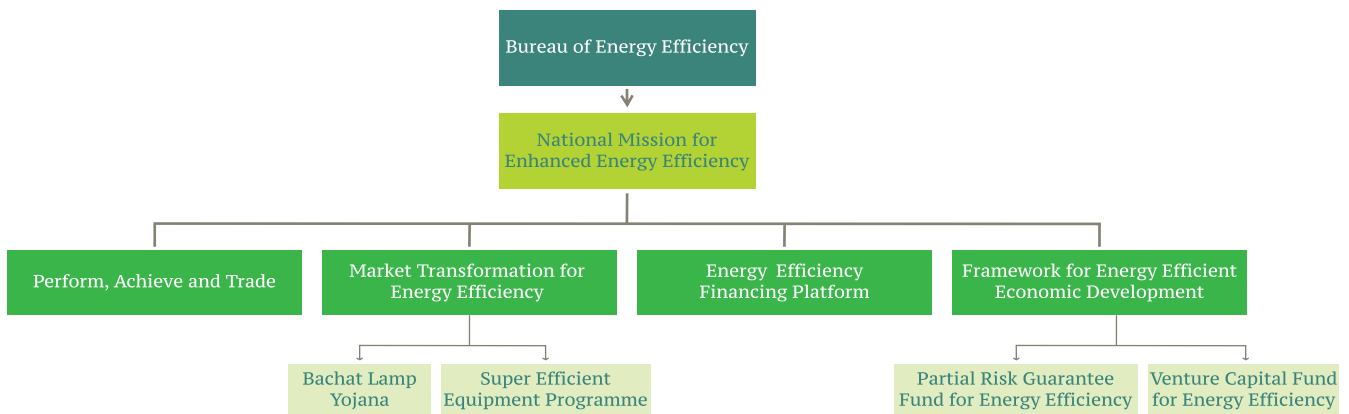 Bureau of Energy Efficiency
National Mission for
Enhanced Energy Efficiency
Perform, Achieve and Trade
Market Transformation for
Energy Efficiency
Energy Efficiency
Financing Platform
Framework for Energy Efficient
Economic Development
Bachat Lamp
Yojana
Super Efficient
Equipment Programme
Partial Risk Guarantee
Fund for Energy Efficiency
Venture Capital Fund
for Energy Efficiency